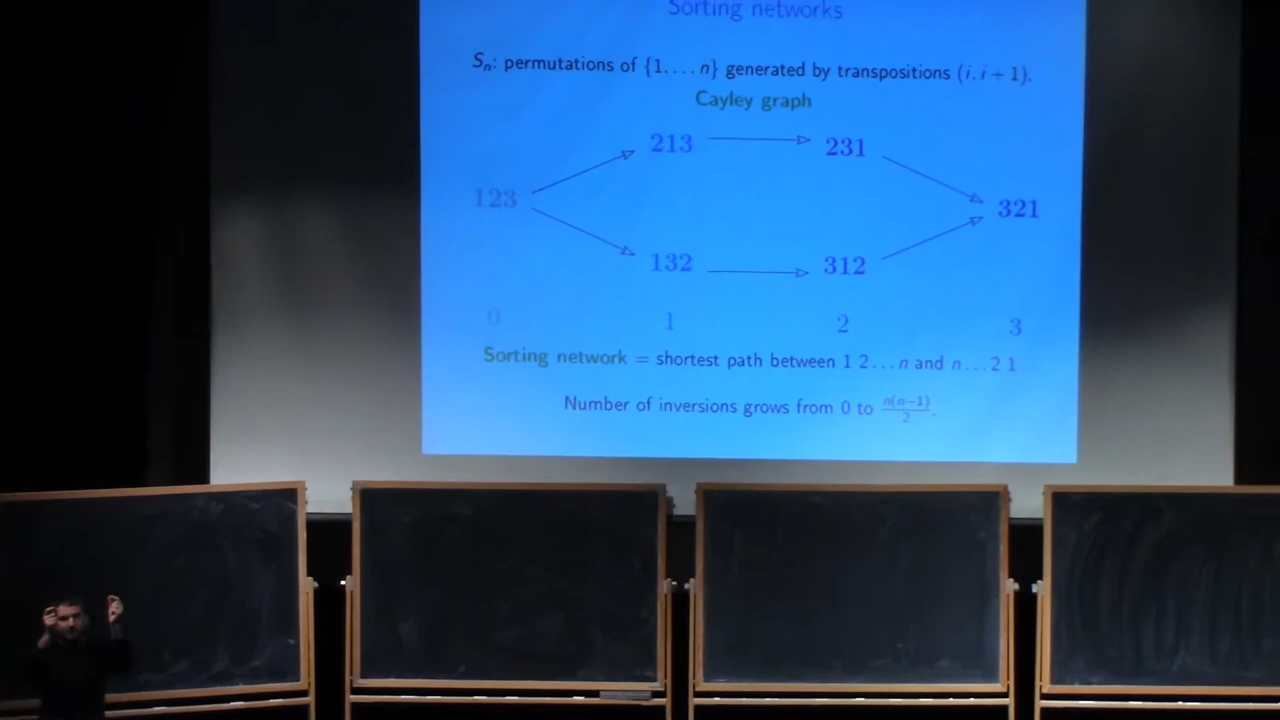 Sorting networks
Sₙ: permutations of {1,...,n} generated by transpositions (i, i + 1).
Cayley graph
213 231
123 321
132 312
0 1 2 3
Sorting network = shortest path between 1 2...n and n...2 1
Number of inversions grows from 0 to n(n−1)/2.